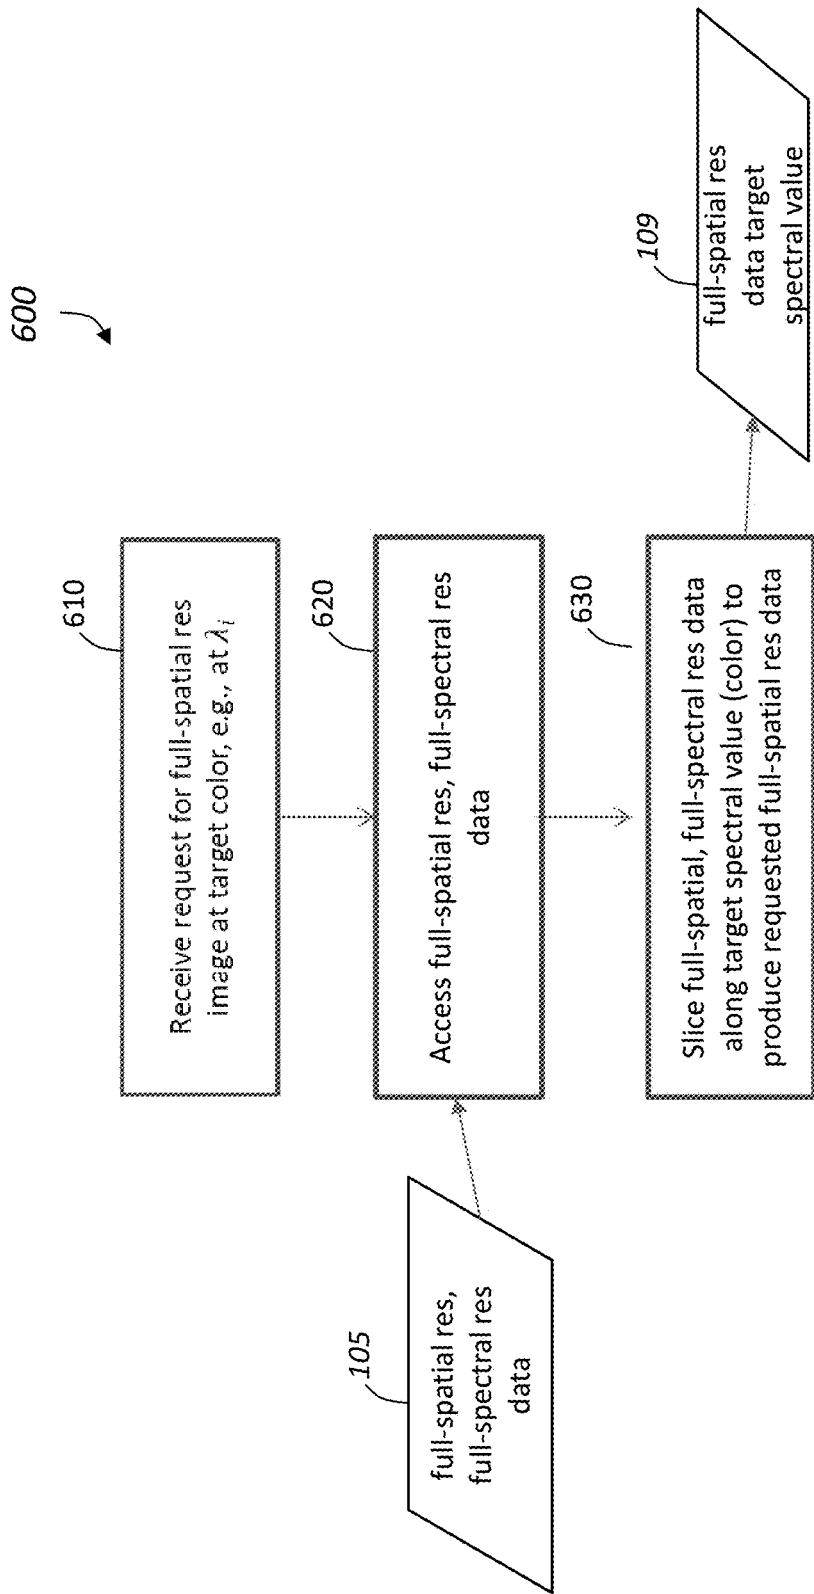 600
610
Receive request for full-spatial res
image at target color, e.g., at λi
620
Access full-spatial res, full-spectral res
data
105
full-spatial res,
full-spectral res
data
630
Slice full-spatial, full-spectral res data
along target spectral value (color) to
produce requested full-spatial res data
109
full-spatial res
data target
spectral value